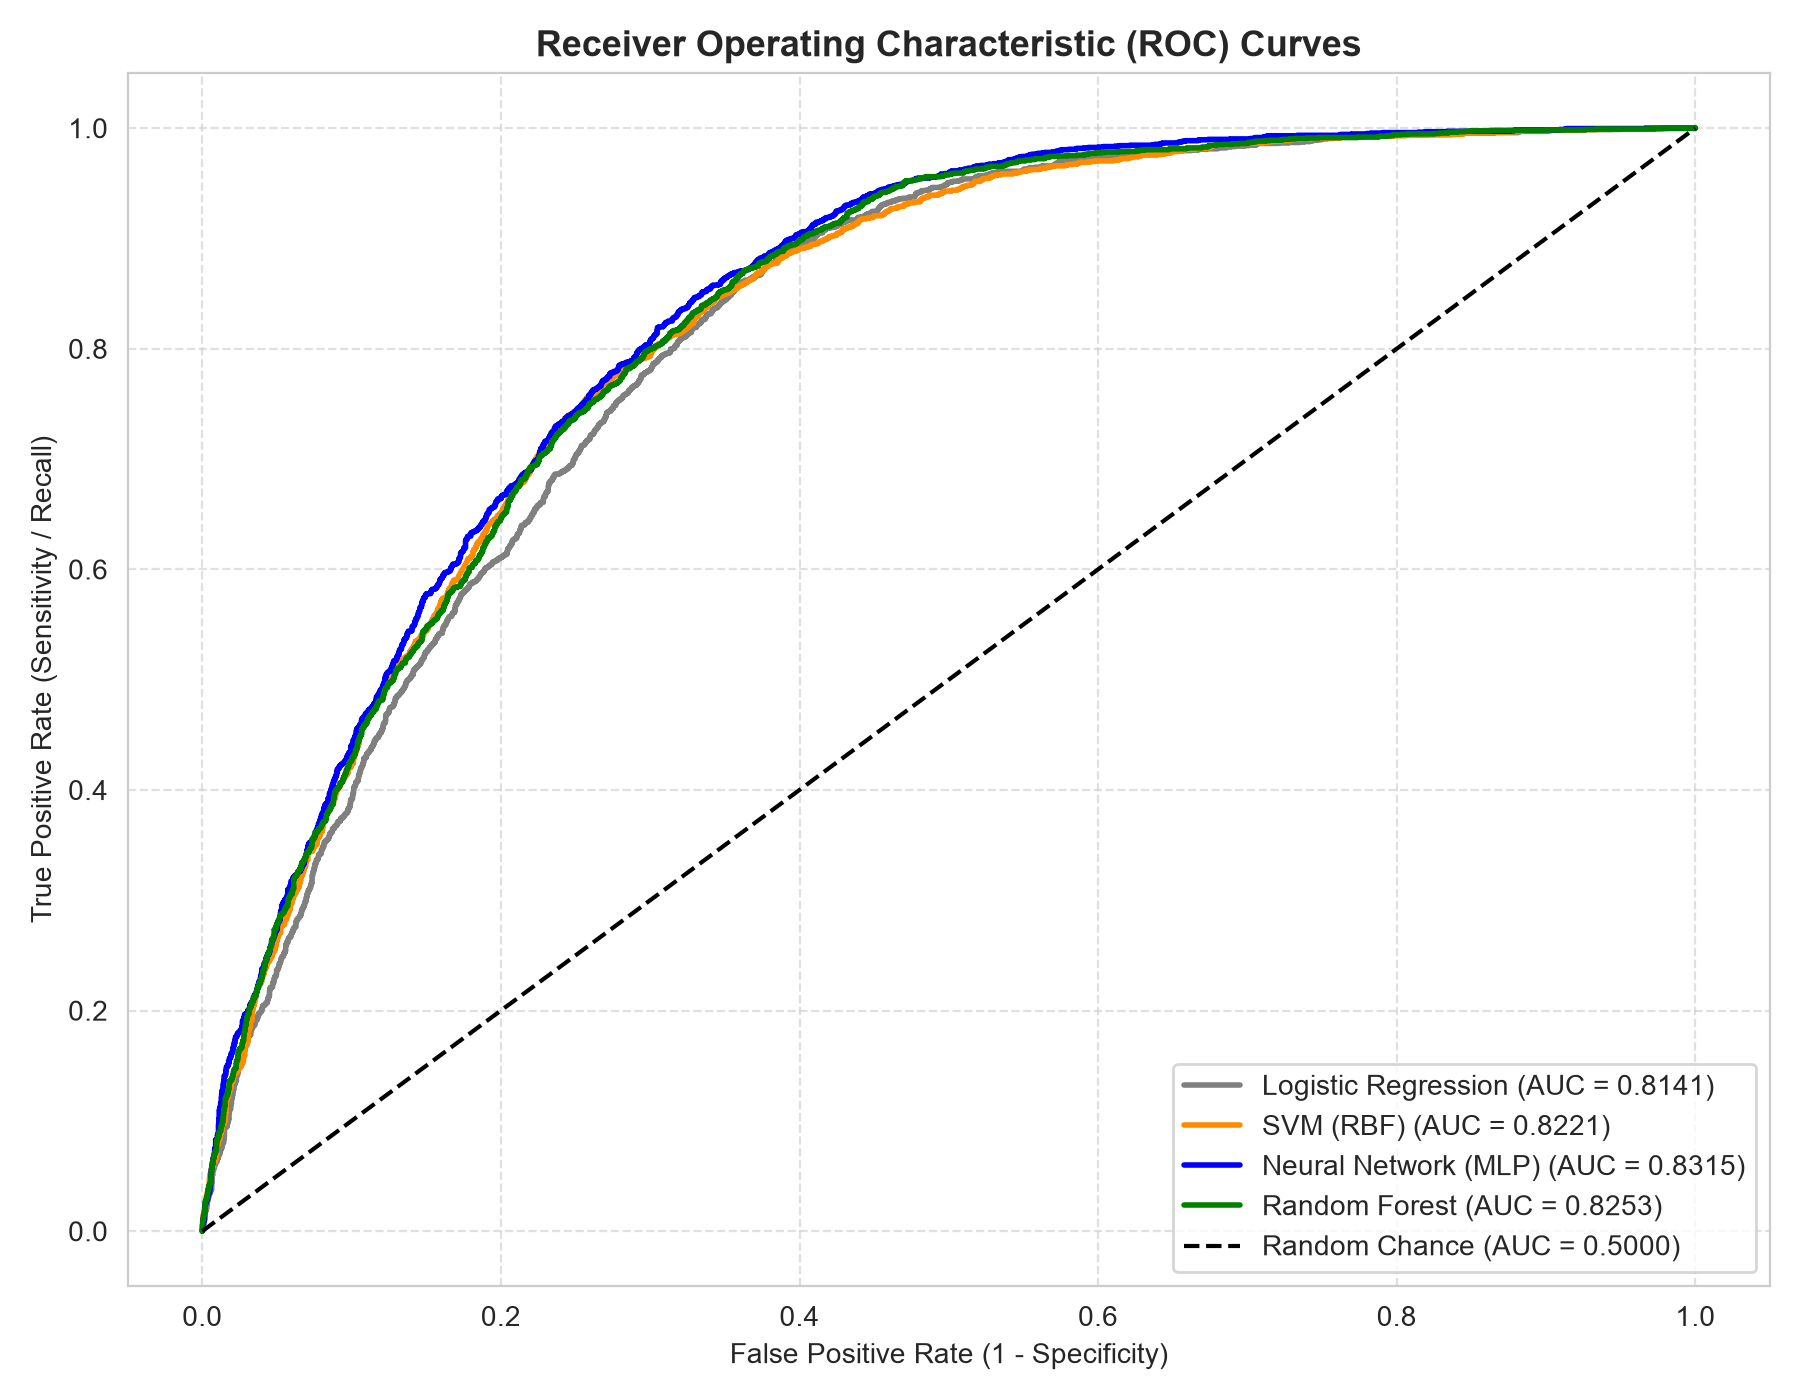 Receiver Operating Characteristic (ROC) Curves
True Positive Rate (Sensitivity / Recall)
1.0
0.8
0.6
0.4
0.2
0.0
Logistic Regression (AUC = 0.8141)
SVM (RBF) (AUC = 0.8221)
Neural Network (MLP) (AUC = 0.8315)
Random Forest (AUC = 0.8253)
Random Chance (AUC = 0.5000)
0.0 0.2 0.4 0.6 0.8 1.0
False Positive Rate (1 - Specificity)